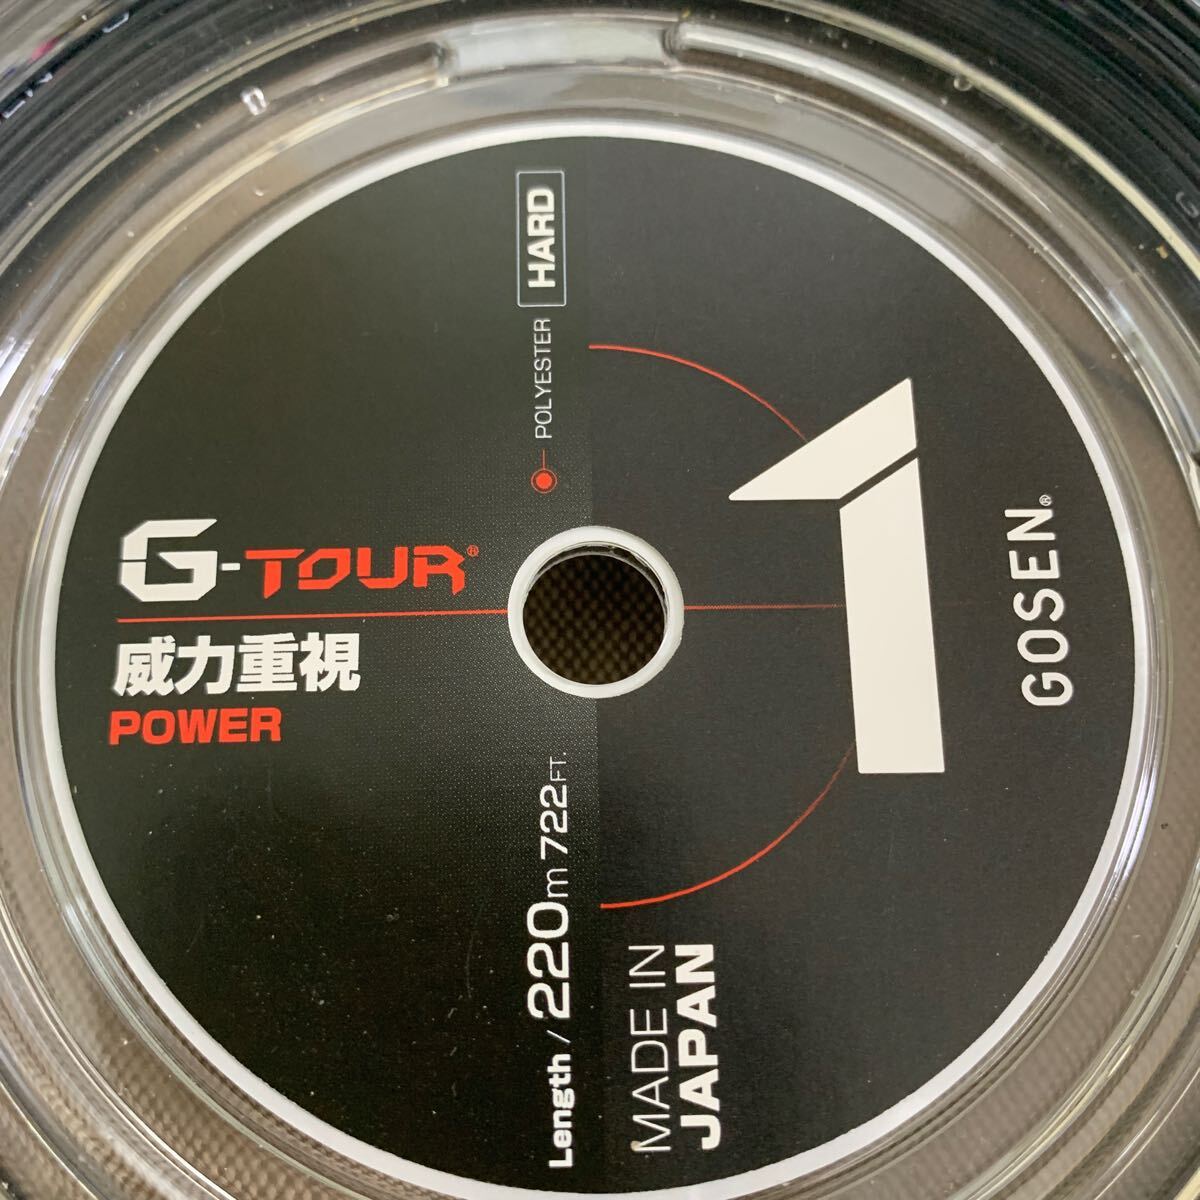 G-TOUR®
威力重視
POWER
POLYESTER HARD
Length / 220m 722FT.
MADE IN
JAPAN
1
GOSEN®